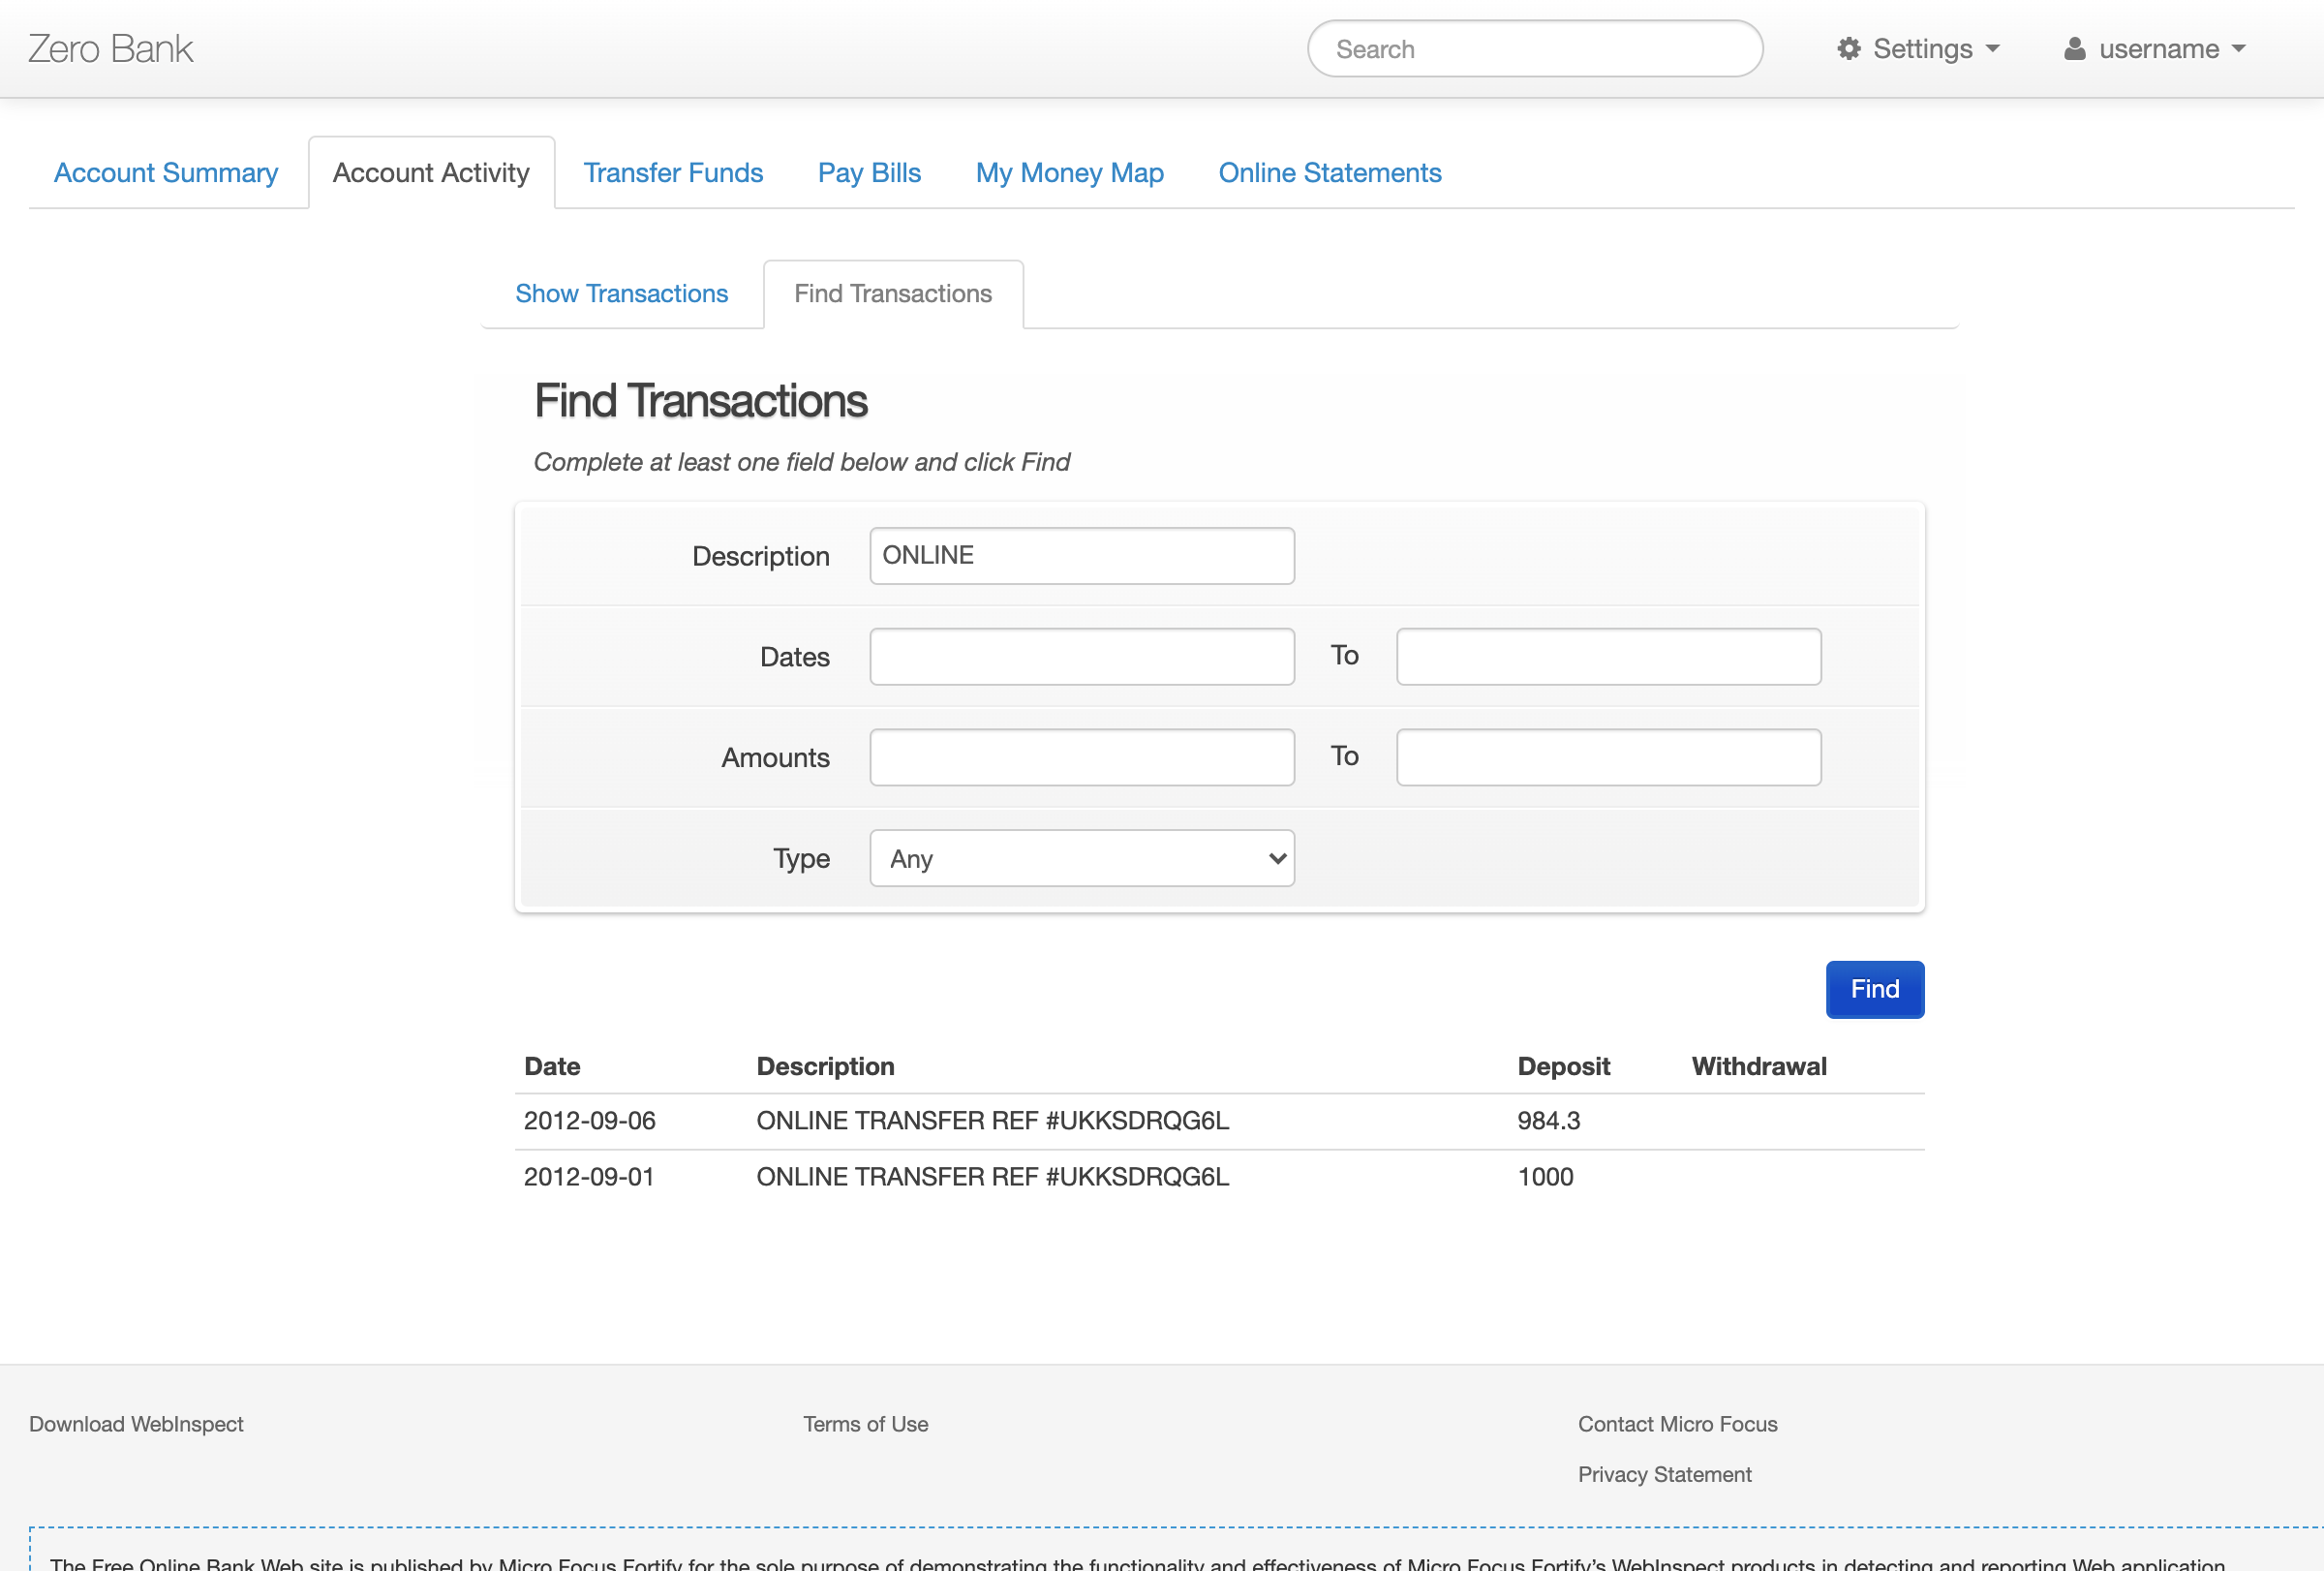 Zero Bank
Search
Settings
username
Account Summary
Account Activity
Transfer Funds
Pay Bills
My Money Map
Online Statements
Show Transactions
Find Transactions
Find Transactions
Complete at least one field below and click Find
Description
ONLINE
Dates
To
Amounts
To
Type
Any
Find
Date Description Deposit Withdrawal
2012-09-06 ONLINE TRANSFER REF #UKKSDRQG6L 984.3
2012-09-01 ONLINE TRANSFER REF #UKKSDRQG6L 1000
Download WebInspect
Terms of Use
Contact Micro Focus
Privacy Statement
The Free Online Bank Web site is published by Micro Focus Fortify for the sole purpose of demonstrating the functionality and effectiveness of Micro Focus Fortify's WebInspect products in detecting and reporting Web application